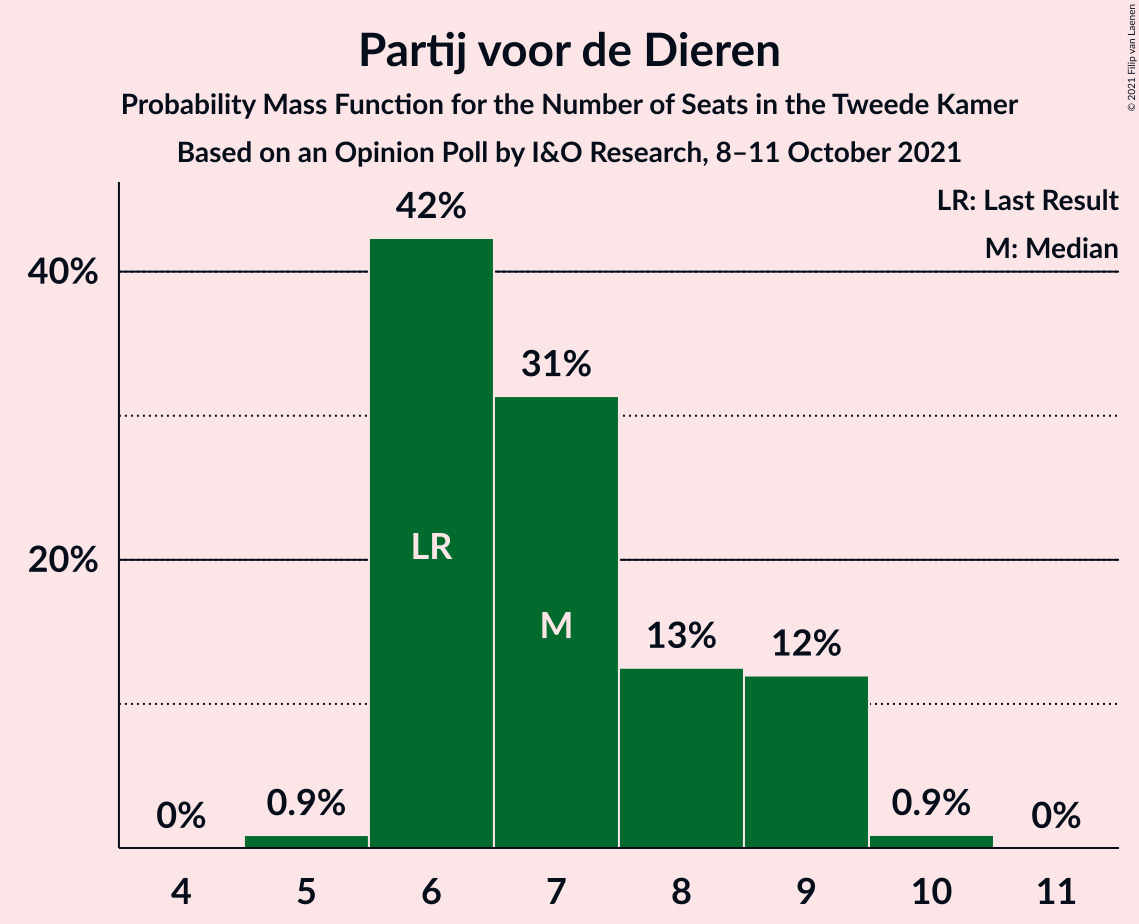 Partij voor de Dieren
Probability Mass Function for the Number of Seats in the Tweede Kamer
Based on an Opinion Poll by I&O Research, 8–11 October 2021
© 2021 Filip van Laenen
LR: Last Result
M: Median
42%
40%
31%
LR
20%
M
13%
12%
0%
0.9%
0.9%
0%
4 5 6 7 8 9 10 11